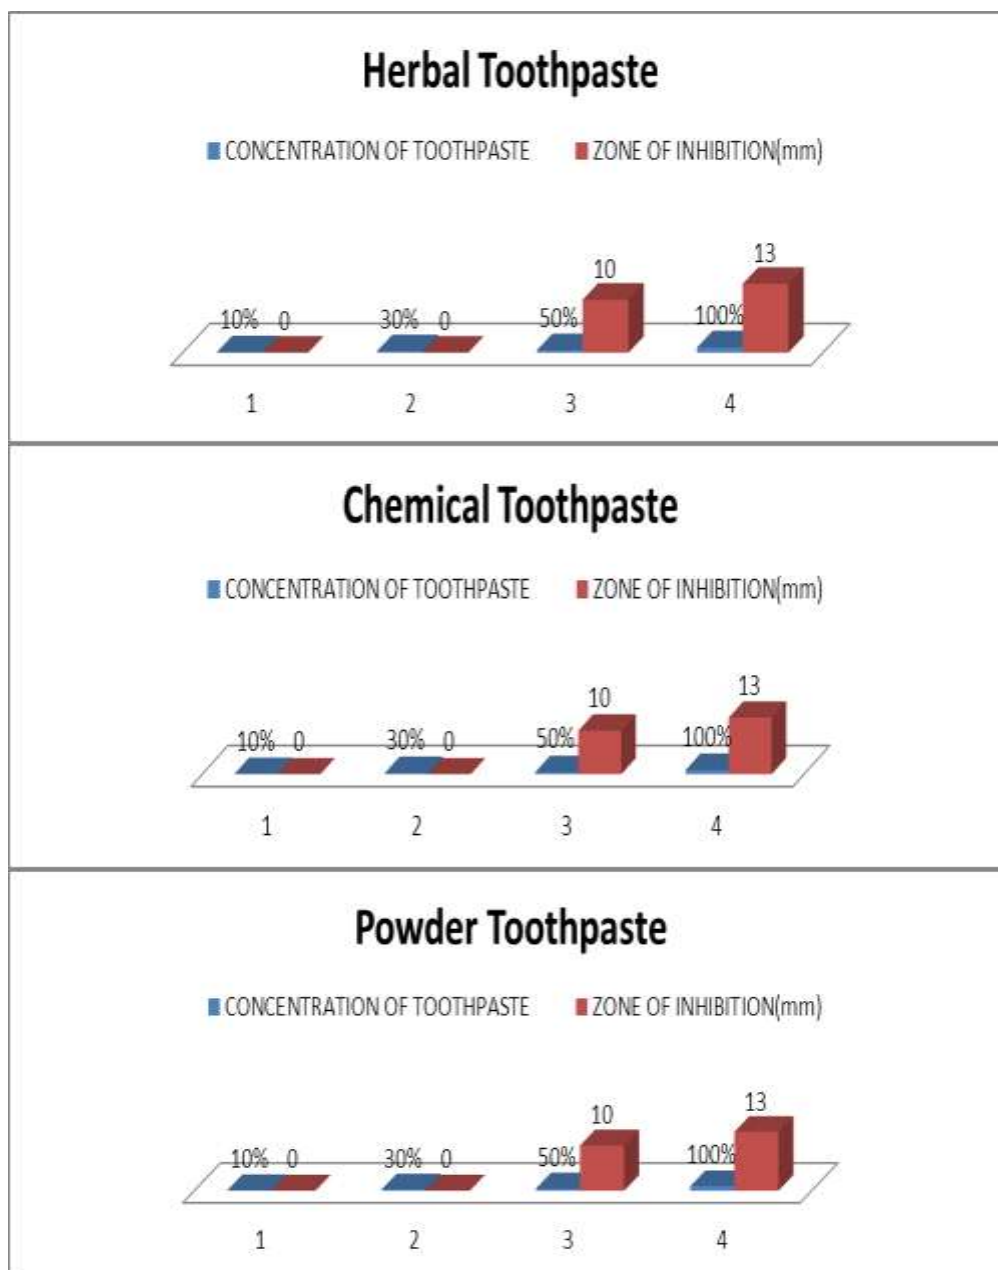 Herbal Toothpaste
CONCENTRATION OF TOOTHPASTE ZONE OF INHIBITION(mm)
13
10
10% 0 30% 0 50% 100%
1 2 3 4
Chemical Toothpaste
CONCENTRATION OF TOOTHPASTE ZONE OF INHIBITION(mm)
13
10
10% 0 30% 0 50% 100%
1 2 3 4
Powder Toothpaste
CONCENTRATION OF TOOTHPASTE ZONE OF INHIBITION(mm)
13
10
10% 0 30% 0 50% 100%
1 2 3 4